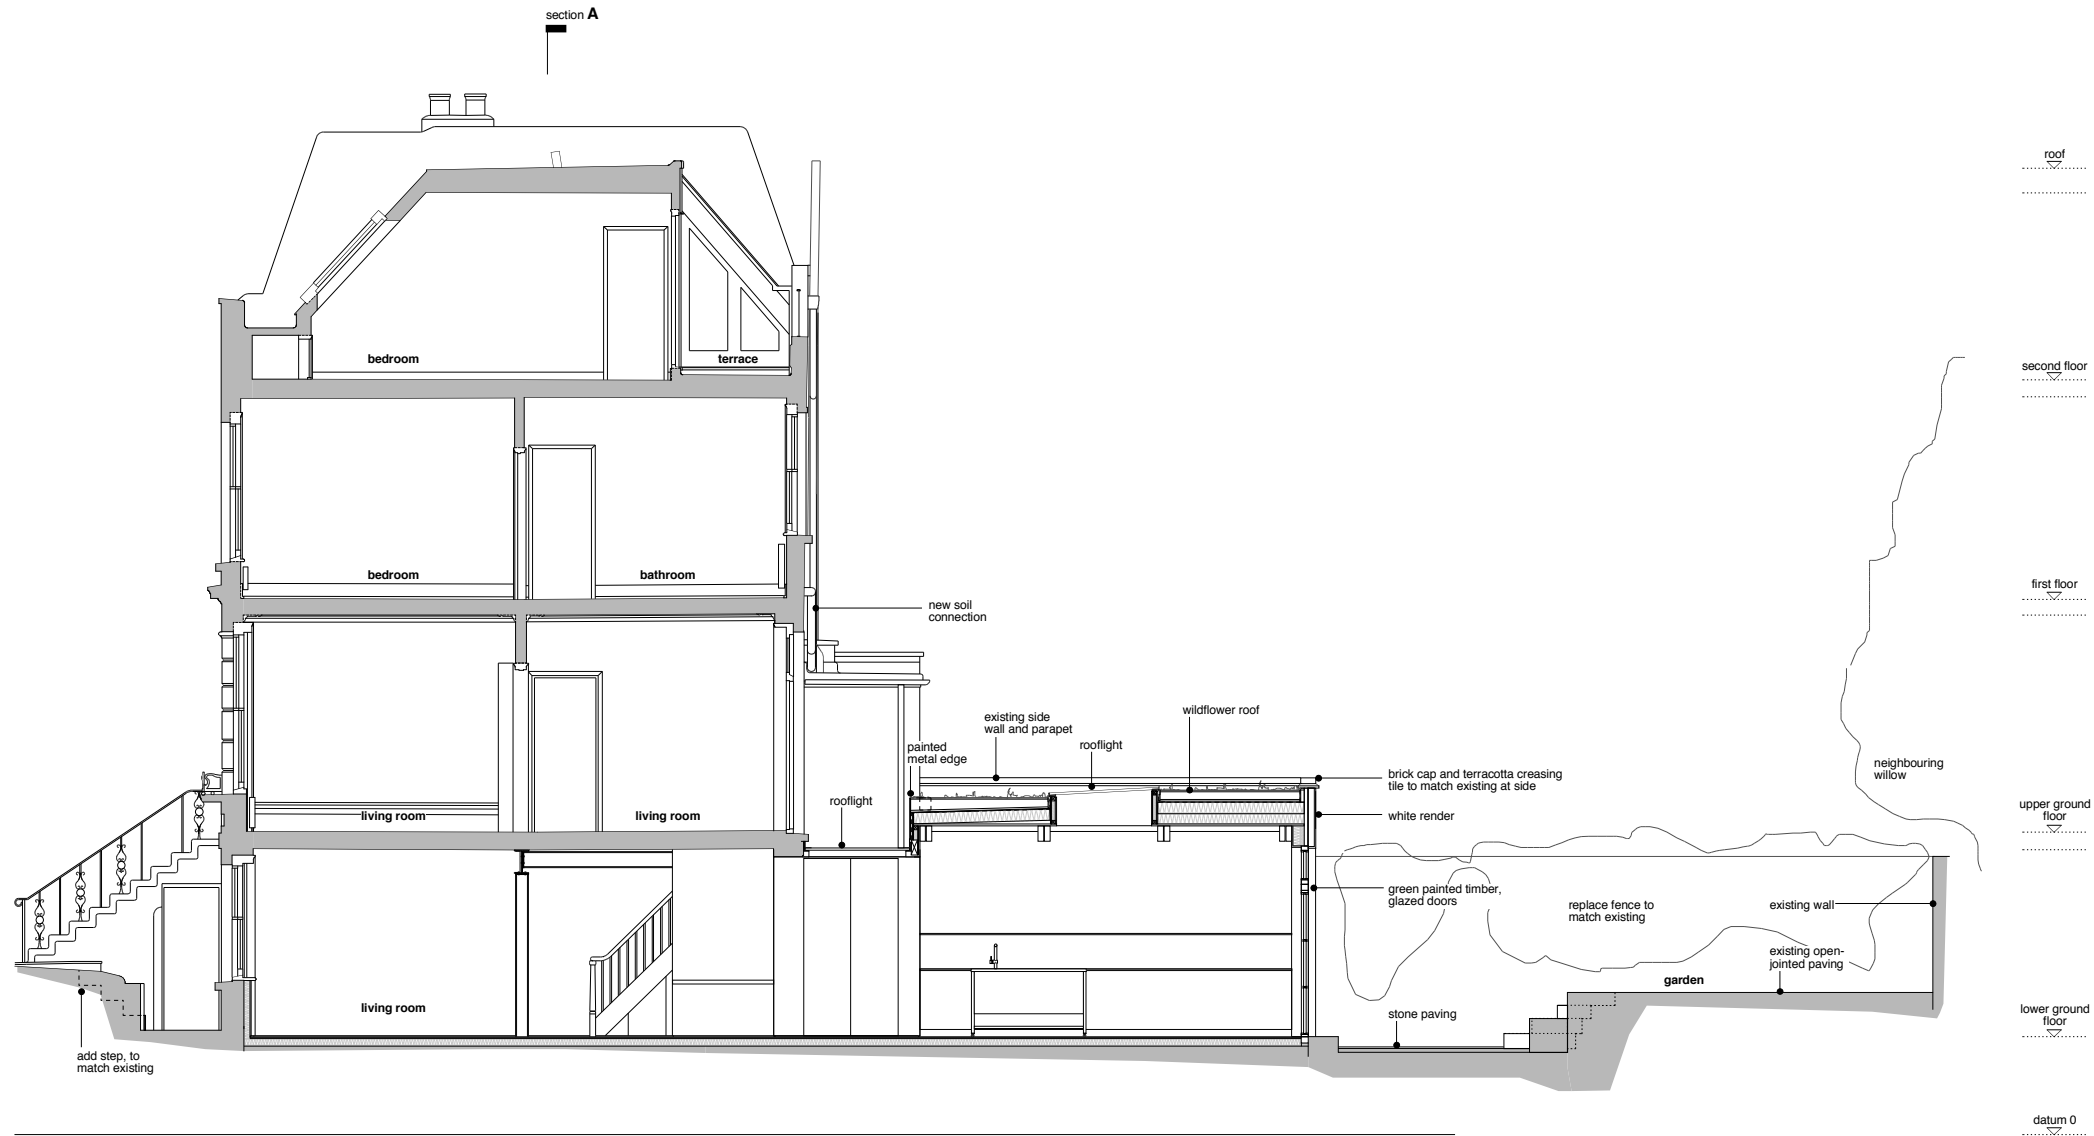 section A
roof
second floor
bedroom
terrace
bedroom
bathroom
first floor
new soil
connection
existing side
wall and parapet
wildflower roof
rooflight
painted
metal edge
rooflight
brick cap and terracotta creasing
tile to match existing at side
white render
neighbouring
willow
upper ground
floor
living room
living room
green painted timber,
glazed doors
replace fence to
match existing
existing wall
existing open-
jointed paving
garden
living room
stone paving
lower ground
floor
add step, to
match existing
datum 0